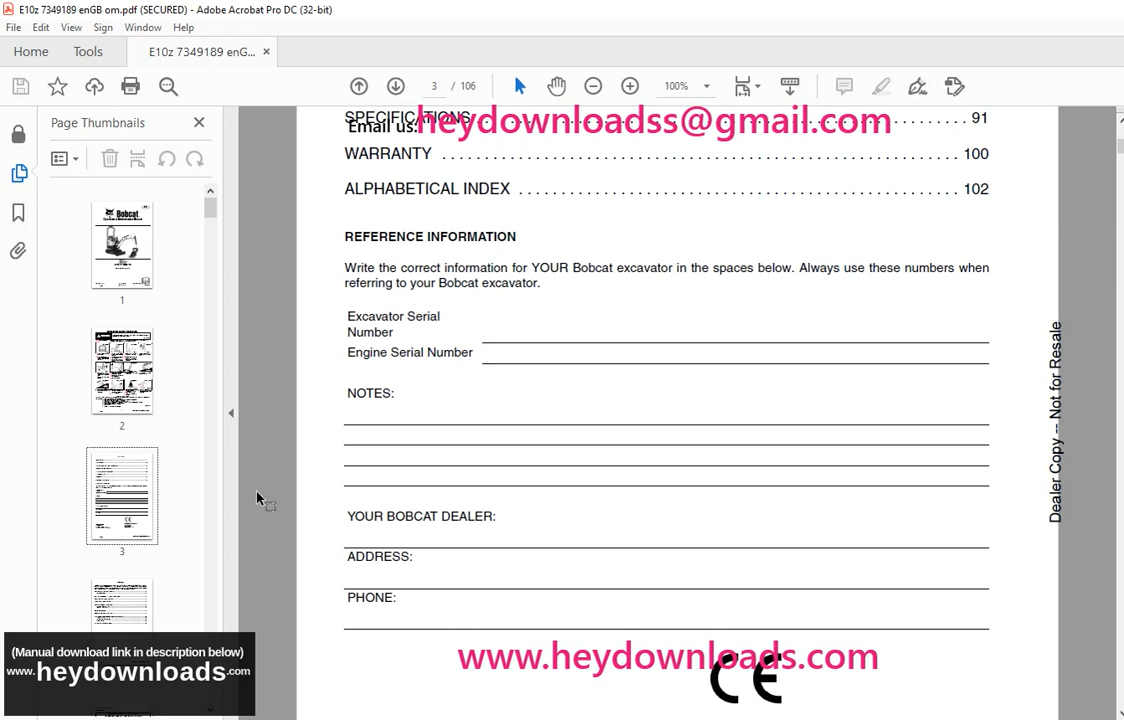 E10z 7349189 enGB om.pdf (SECURED) - Adobe Acrobat Pro DC (32-bit)
File Edit View Sign Window Help
Home Tools E10z 7349189 enG... ×
3 / 106 100%
Page Thumbnails
Bobcat
1
2
3
SPECIFICATIONS . . . . . . . . . . . . . . . . . . . . . . . . . . . . . . . . . . . . . . . . . . . . . . . . . . . . . . 91
Email us: heydownloadss@gmail.com
WARRANTY . . . . . . . . . . . . . . . . . . . . . . . . . . . . . . . . . . . . . . . . . . . . . . . . . . . . . . . . . 100
ALPHABETICAL INDEX . . . . . . . . . . . . . . . . . . . . . . . . . . . . . . . . . . . . . . . . . . . . . . . . . 102
REFERENCE INFORMATION
Write the correct information for YOUR Bobcat excavator in the spaces below. Always use these numbers when
referring to your Bobcat excavator.
Excavator Serial
Number
Engine Serial Number
NOTES:
YOUR BOBCAT DEALER:
ADDRESS:
PHONE:
www.heydownloads.com
CE
Dealer Copy -- Not for Resale
(Manual download link in description below)
www.heydownloads.com